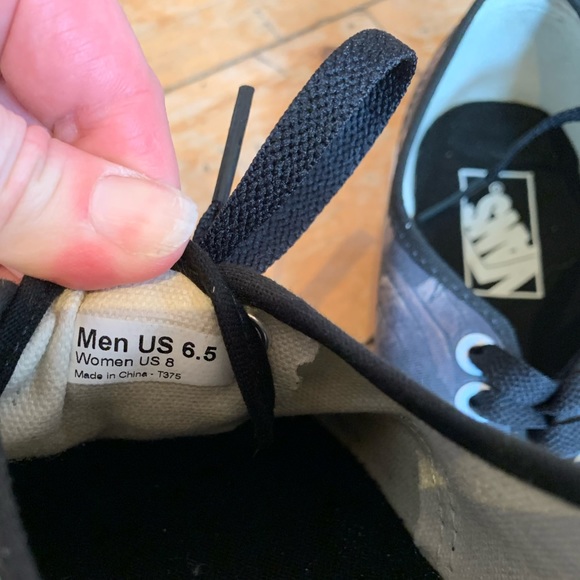 Men US 6.5
Women US 8
Made in China - T375
VANS